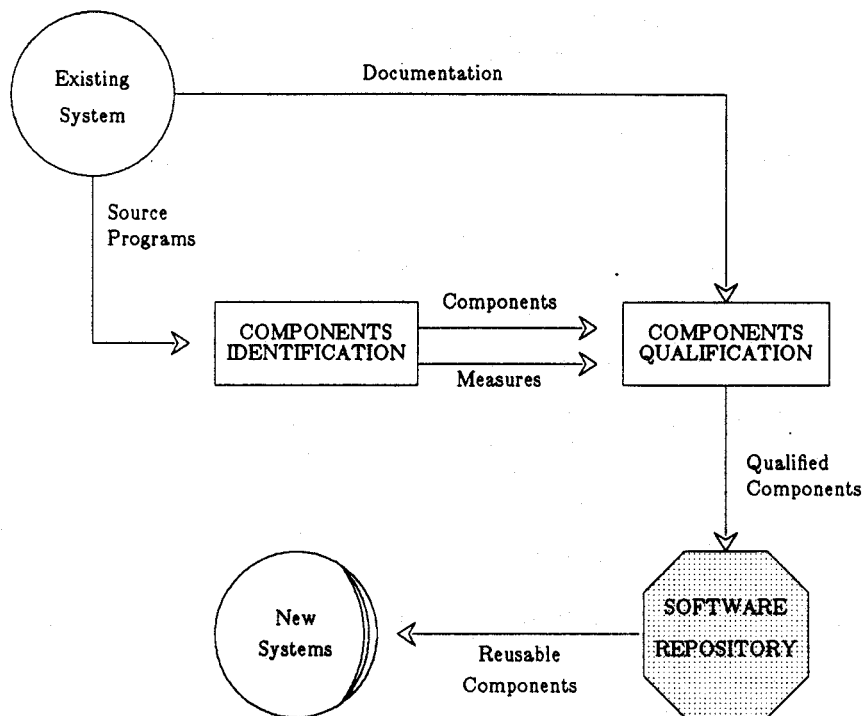 Existing
System
Documentation
Source
Programs
COMPONENTS
IDENTIFICATION
Components
Measures
COMPONENTS
QUALIFICATION
Qualified
Components
SOFTWARE
REPOSITORY
Reusable
Components
New
Systems